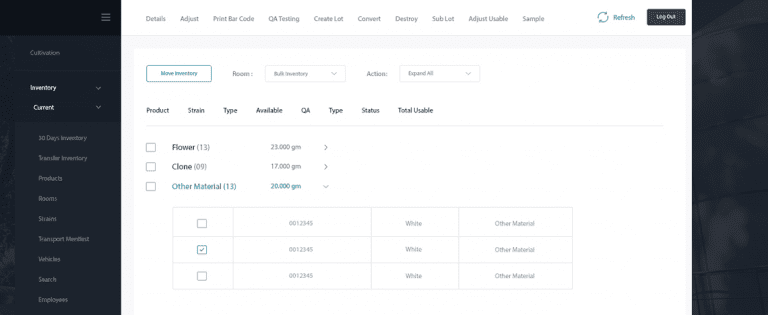 Details Adjust Print Bar Code QA Testing Create Lot Convert Destroy Sub Lot Adjust Usable Sample Refresh Log Out
Cultivation
Inventory
Current
30 Days Inventory
Transfer Inventory
Products
Rooms
Strains
Transport Menifest
Vehicles
Search
Employees
Move Inventory Room : Bulk Inventory Action: Expand All
Product Strain Type Available QA Type Status Total Usable
Flower (13) 23.000 gm
Clone (09) 17.000 gm
Other Material (13) 20.000 gm
0012345 White Other Material
0012345 White Other Material
0012345 White Other Material